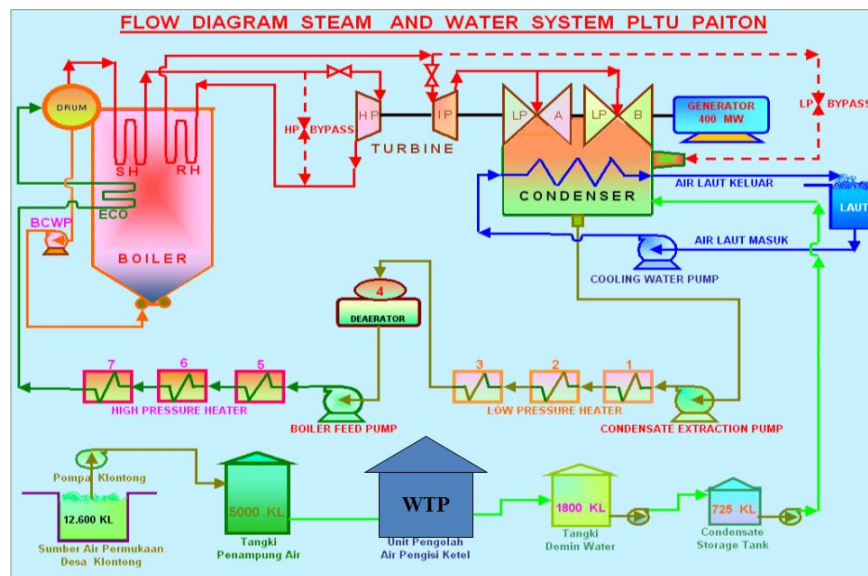 FLOW DIAGRAM STEAM AND WATER SYSTEM PLTU PAITON
DRUM
SH
RH
ECO
BCWP
BOILER
HP
BYPASS
HP
IP
TURBINE
LP
A
LP
B
GENERATOR
400 MW
LP
BYPASS
CONDENSER
AIR LAUT KELUAR
LAUT
AIR LAUT MASUK
COOLING WATER PUMP
4
DEAERATOR
7
6
5
HIGH PRESSURE HEATER
BOILER FEED PUMP
3
2
1
LOW PRESSURE HEATER
CONDENSATE EXTRACTION PUMP
Pompa Klontong
12.600 KL
Sumber Air Permukaan
Desa Klontong
5000 KL
Tangki
Penampung Air
WTP
Unit Pengolah
Air Pengisi Ketel
1800 KL
Tangki
Demin Water
725 KL
Condensate
Storage Tank